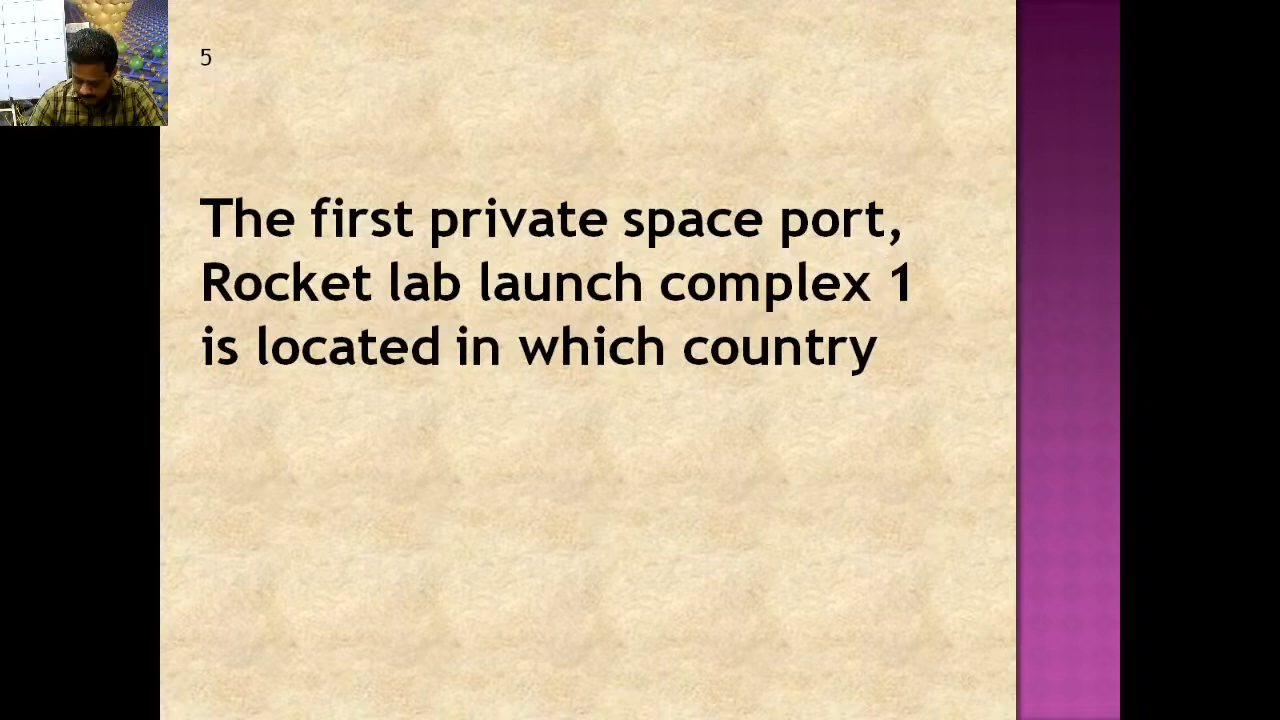 5
The first private space port,
Rocket lab launch complex 1
is located in which country